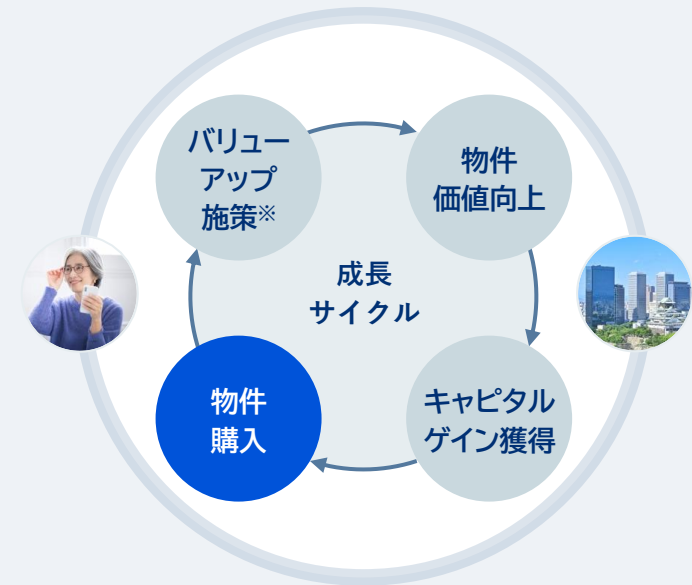 バリュー
アップ
施策※
物件
価値向上
成長
サイクル
物件
購入
キャピタル
ゲイン獲得